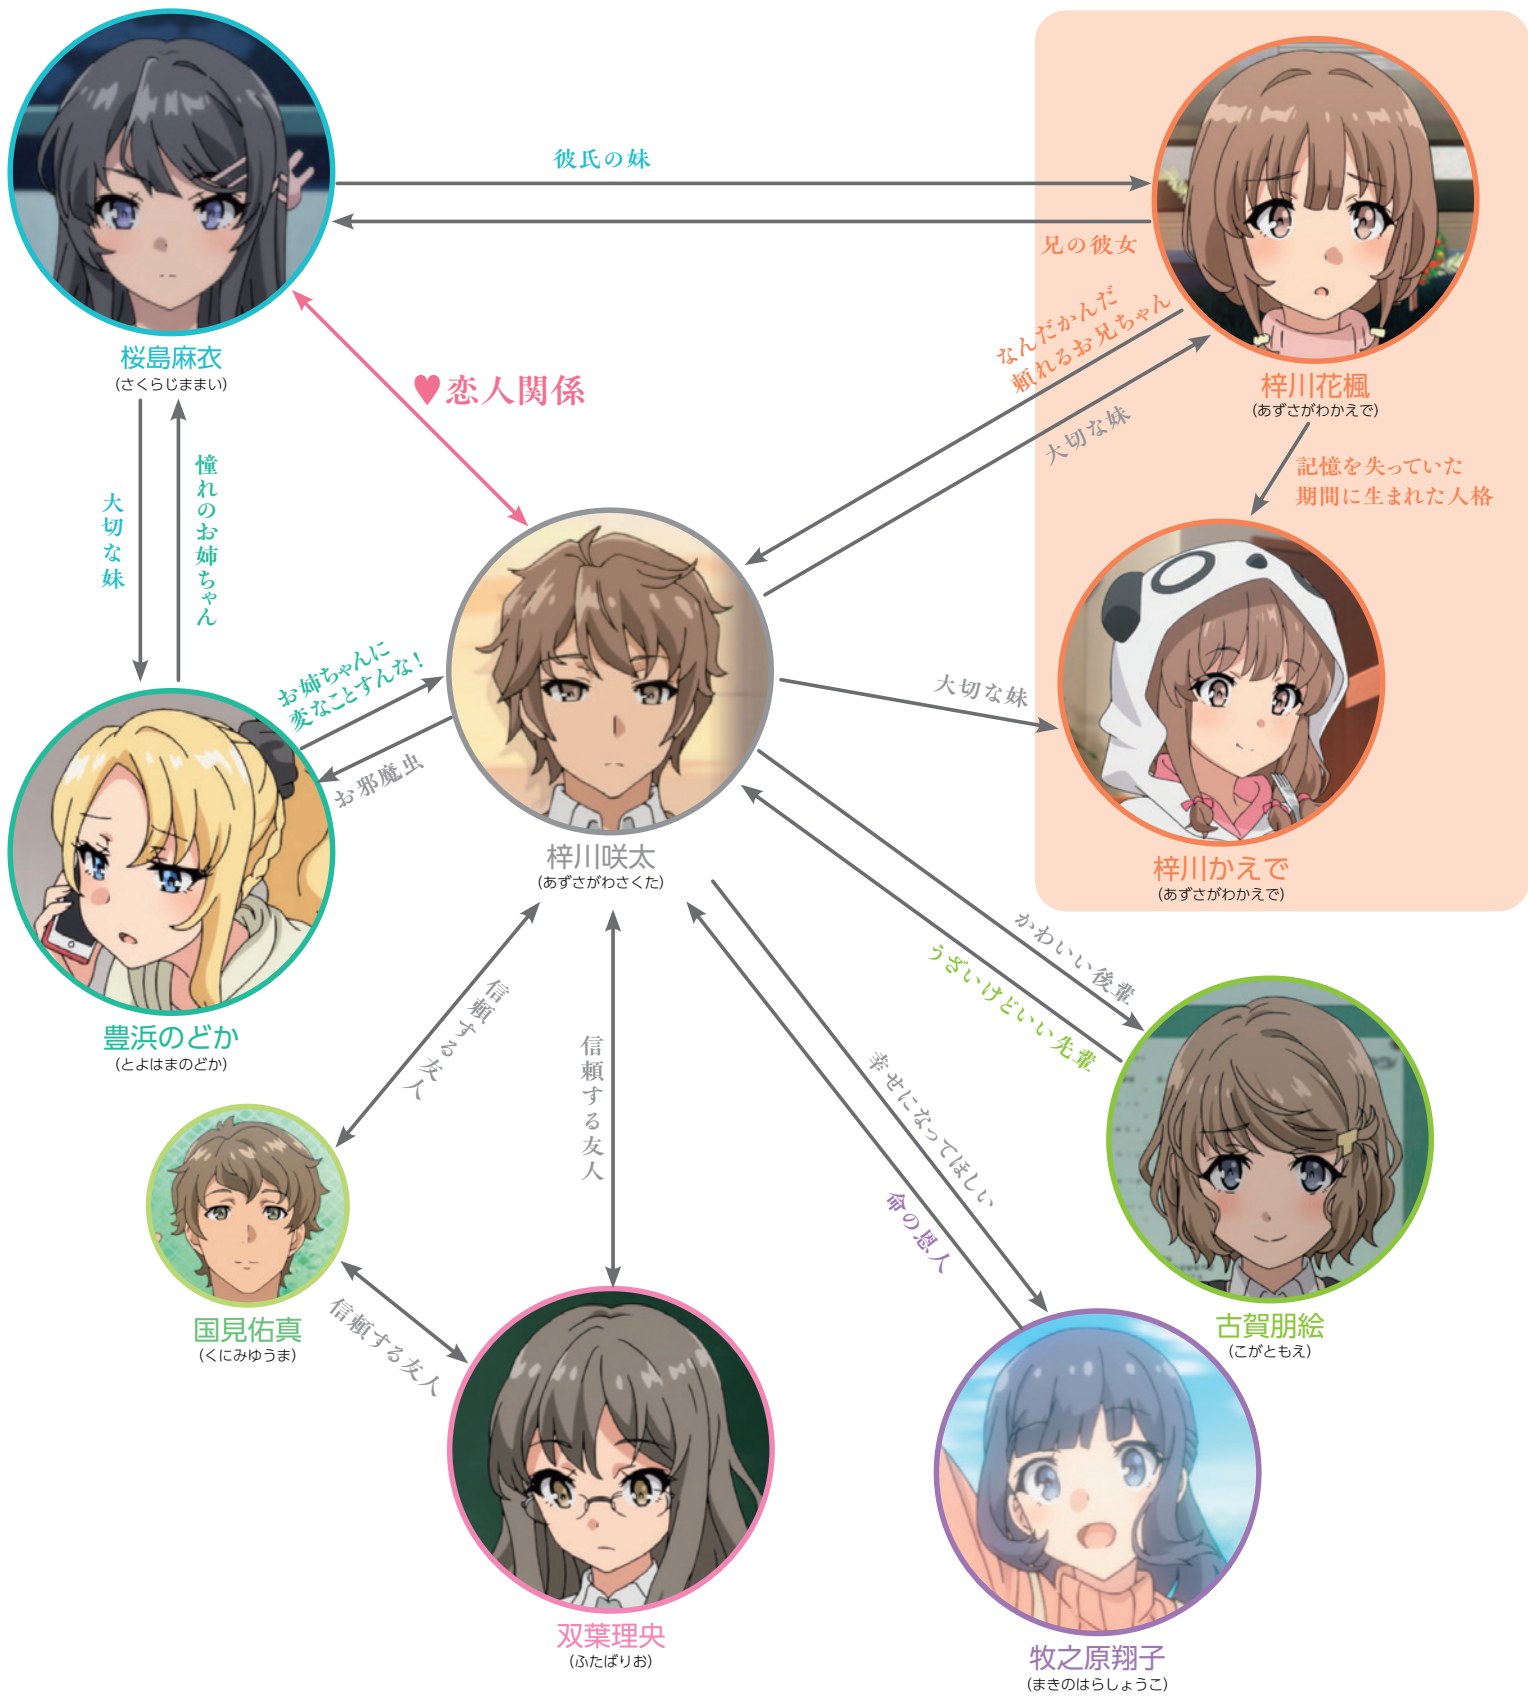 彼氏の妹
兄の彼女
桜島麻衣
(さくらじままい)
♥恋人関係
なんだかんだ
頼れるお兄ちゃん
大切な妹
梓川花楓
(あずさがわかえで)
記憶を失っていた
期間に生まれた人格
大切な妹
憧れのお姉ちゃん
お姉ちゃんに
変なことすんな!
お邪魔虫
大切な妹
梓川咲太
(あずさがわさくた)
梓川かえで
(あずさがわかえで)
豊浜のどか
(とよはまのどか)
信頼する友人
信頼する友人
かわいい後輩
うざいけどいい先輩
幸せになってほしい
命の恩人
国見佑真
(くにみゆうま)
信頼する友人
古賀朋絵
(こがともえ)
双葉理央
(ふたばりお)
牧之原翔子
(まきのはらしょうこ)